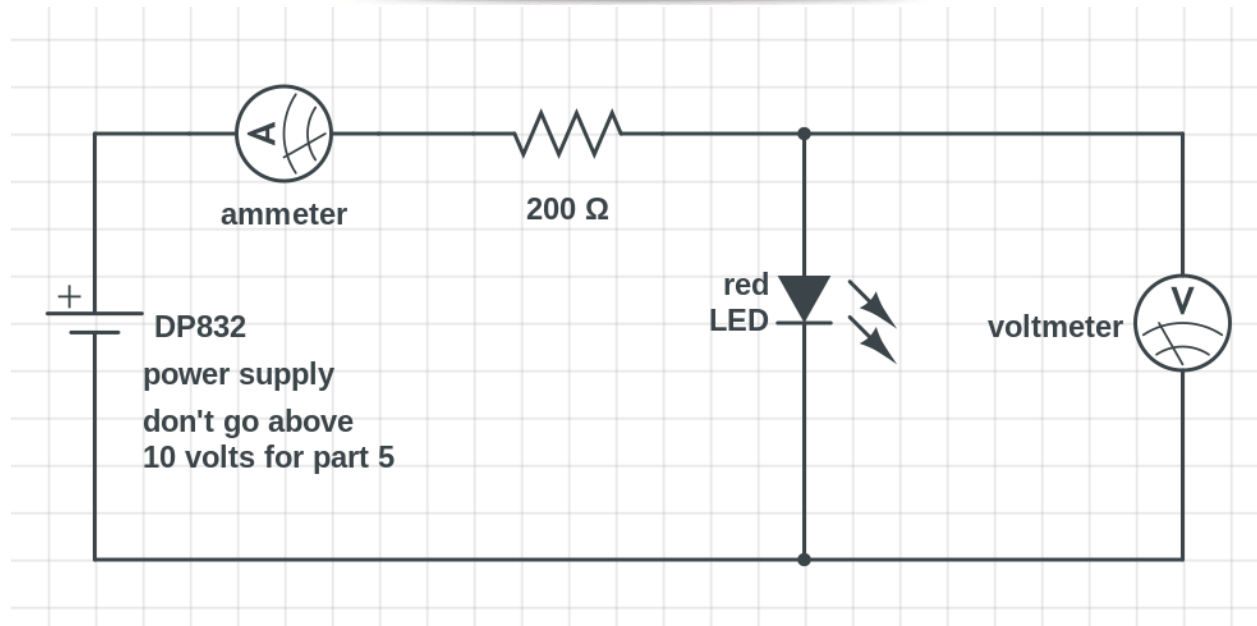 A
ammeter
200 Ω
+
DP832
power supply
don't go above
10 volts for part 5
red
LED
voltmeter
V